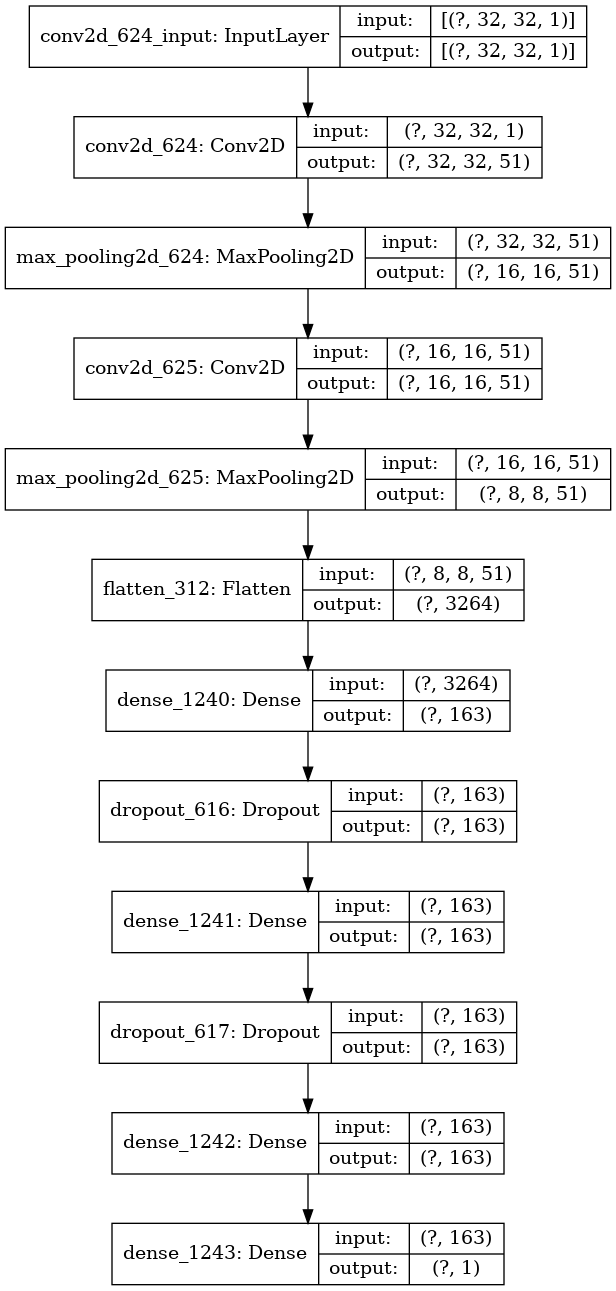 conv2d_624_input: InputLayer
input: [(?, 32, 32, 1)]
output: [(?, 32, 32, 1)]
conv2d_624: Conv2D
input: (?, 32, 32, 1)
output: (?, 32, 32, 51)
max_pooling2d_624: MaxPooling2D
input: (?, 32, 32, 51)
output: (?, 16, 16, 51)
conv2d_625: Conv2D
input: (?, 16, 16, 51)
output: (?, 16, 16, 51)
max_pooling2d_625: MaxPooling2D
input: (?, 16, 16, 51)
output: (?, 8, 8, 51)
flatten_312: Flatten
input: (?, 8, 8, 51)
output: (?, 3264)
dense_1240: Dense
input: (?, 3264)
output: (?, 163)
dropout_616: Dropout
input: (?, 163)
output: (?, 163)
dense_1241: Dense
input: (?, 163)
output: (?, 163)
dropout_617: Dropout
input: (?, 163)
output: (?, 163)
dense_1242: Dense
input: (?, 163)
output: (?, 163)
dense_1243: Dense
input: (?, 163)
output: (?, 1)